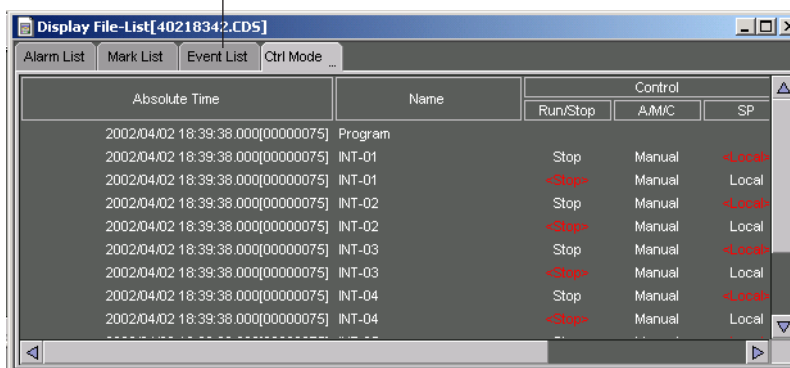 Display File-List[40218342.CDS]
Alarm List Mark List Event List Ctrl Mode ...
Absolute Time Name Control
Run/Stop A/M/C SP
2002/04/02 18:39:38.000[00000075] Program
2002/04/02 18:39:38.000[00000075] INT-01 Stop Manual <Local>
2002/04/02 18:39:38.000[00000075] INT-01 <Stop> Manual Local
2002/04/02 18:39:38.000[00000075] INT-02 Stop Manual <Local>
2002/04/02 18:39:38.000[00000075] INT-02 <Stop> Manual Local
2002/04/02 18:39:38.000[00000075] INT-03 Stop Manual <Local>
2002/04/02 18:39:38.000[00000075] INT-03 <Stop> Manual Local
2002/04/02 18:39:38.000[00000075] INT-04 Stop Manual <Local>
2002/04/02 18:39:38.000[00000075] INT-04 <Stop> Manual Local